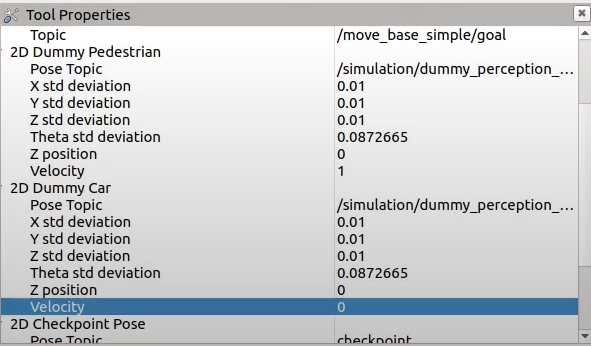 Tool Properties
Topic /move_base_simple/goal
2D Dummy Pedestrian
Pose Topic /simulation/dummy_perception_...
X std deviation 0.01
Y std deviation 0.01
Z std deviation 0.01
Theta std deviation 0.0872665
Z position 0
Velocity 1
2D Dummy Car
Pose Topic /simulation/dummy_perception_...
X std deviation 0.01
Y std deviation 0.01
Z std deviation 0.01
Theta std deviation 0.0872665
Z position 0
Velocity 0
2D Checkpoint Pose
Pose Topic checkpoint